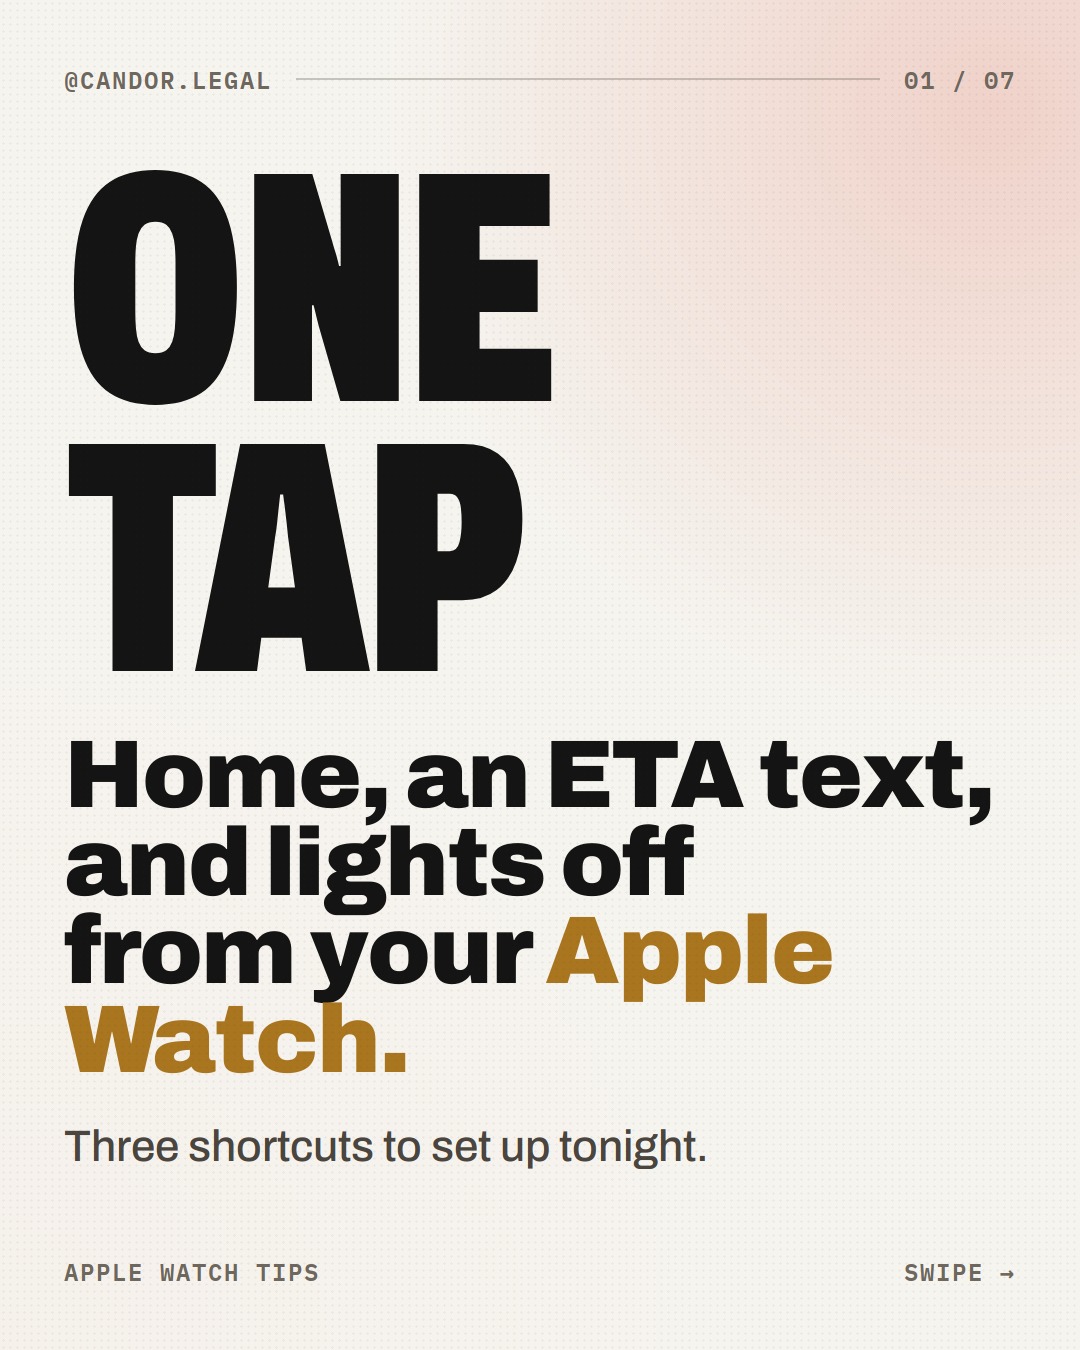 @CANDOR.LEGAL 01 / 07
ONE
TAP
Home, an ETA text,
and lights off
from your Apple
Watch.
Three shortcuts to set up tonight.
APPLE WATCH TIPS SWIPE →